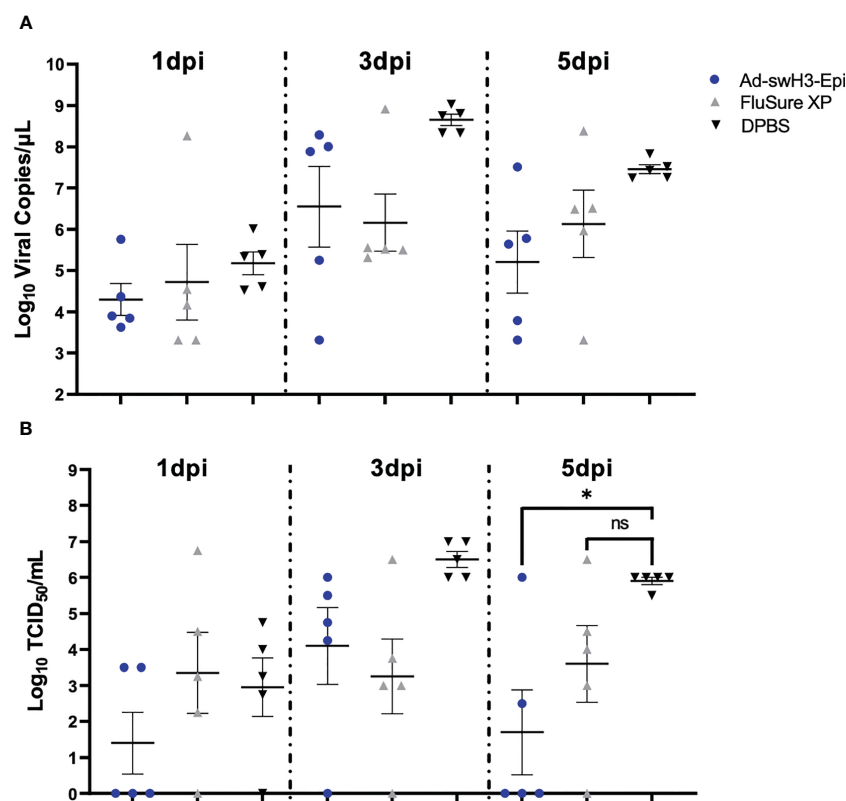 A
1dpi 3dpi 5dpi
Ad-swH3-Epi
FluSure XP
DPBS
Log10 Viral Copies/µL
10
9
8
7
6
5
4
3
2
B
1dpi 3dpi 5dpi
*
ns
Log10 TCID50/mL
9
8
7
6
5
4
3
2
1
0